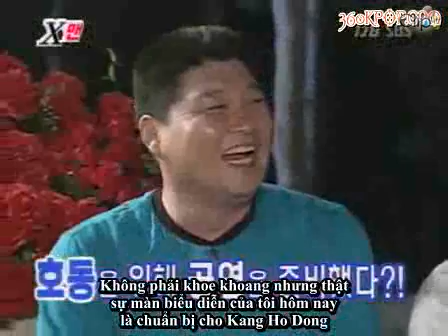 X맨
360KPOP.PRO
SBS
호동을 위해 공연을 준비했다?!
Không phải khoe khoang nhưng thật
sự màn biểu diễn của tôi hôm nay
là chuẩn bị cho Kang Ho Dong